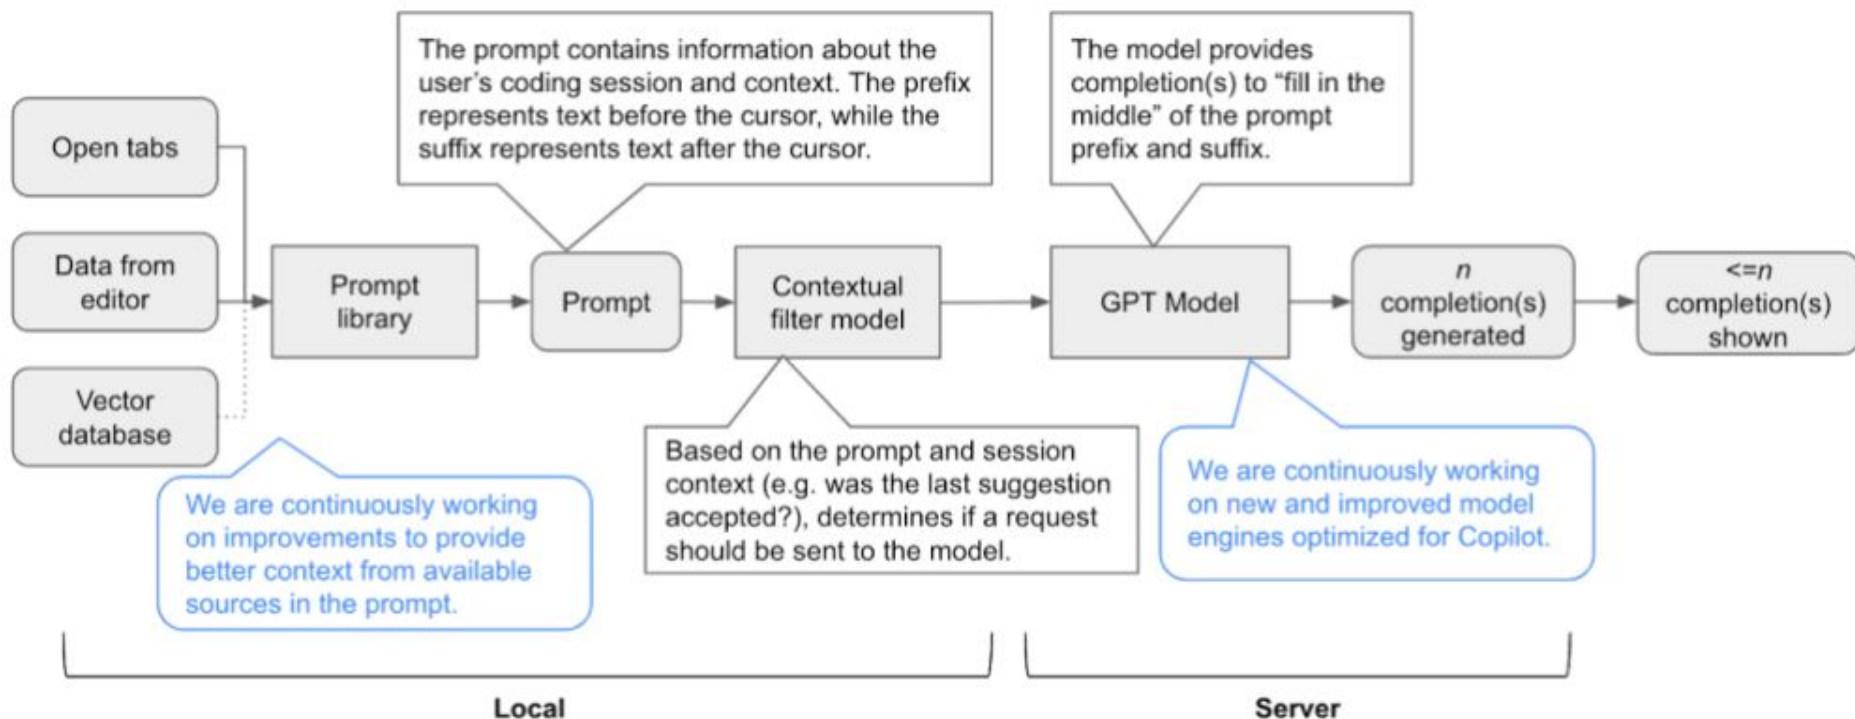 The prompt contains information about the
user's coding session and context. The prefix
represents text before the cursor, while the
suffix represents text after the cursor.
The model provides
completion(s) to “fill in the
middle” of the prompt
prefix and suffix.
Open tabs
Data from
editor
Vector
database
Prompt
library
Prompt
Contextual
filter model
GPT Model
n
completion(s)
generated
<=n
completion(s)
shown
We are continuously working
on improvements to provide
better context from available
sources in the prompt.
Based on the prompt and session
context (e.g. was the last suggestion
accepted?), determines if a request
should be sent to the model.
We are continuously working
on new and improved model
engines optimized for Copilot.
Local
Server